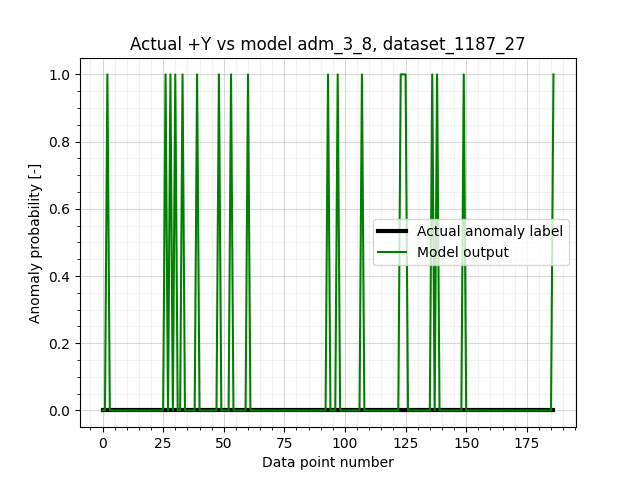 Actual +Y vs model adm_3_8, dataset_1187_27
Anomaly probability [-]
1.0
0.8
0.6
0.4
0.2
0.0
Actual anomaly label
Model output
0 25 50 75 100 125 150 175
Data point number